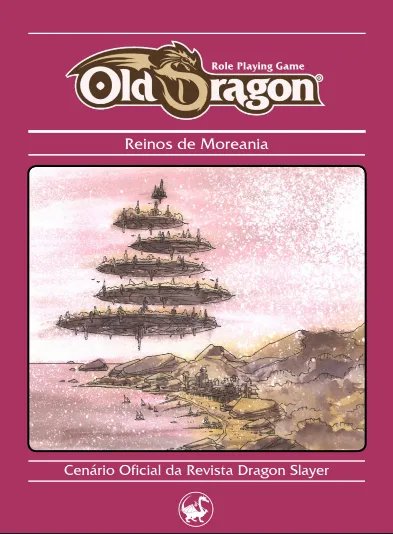 Role Playing Game
Old Dragon®
Reinos de Moreania
Cenário Oficial da Revista Dragon Slayer